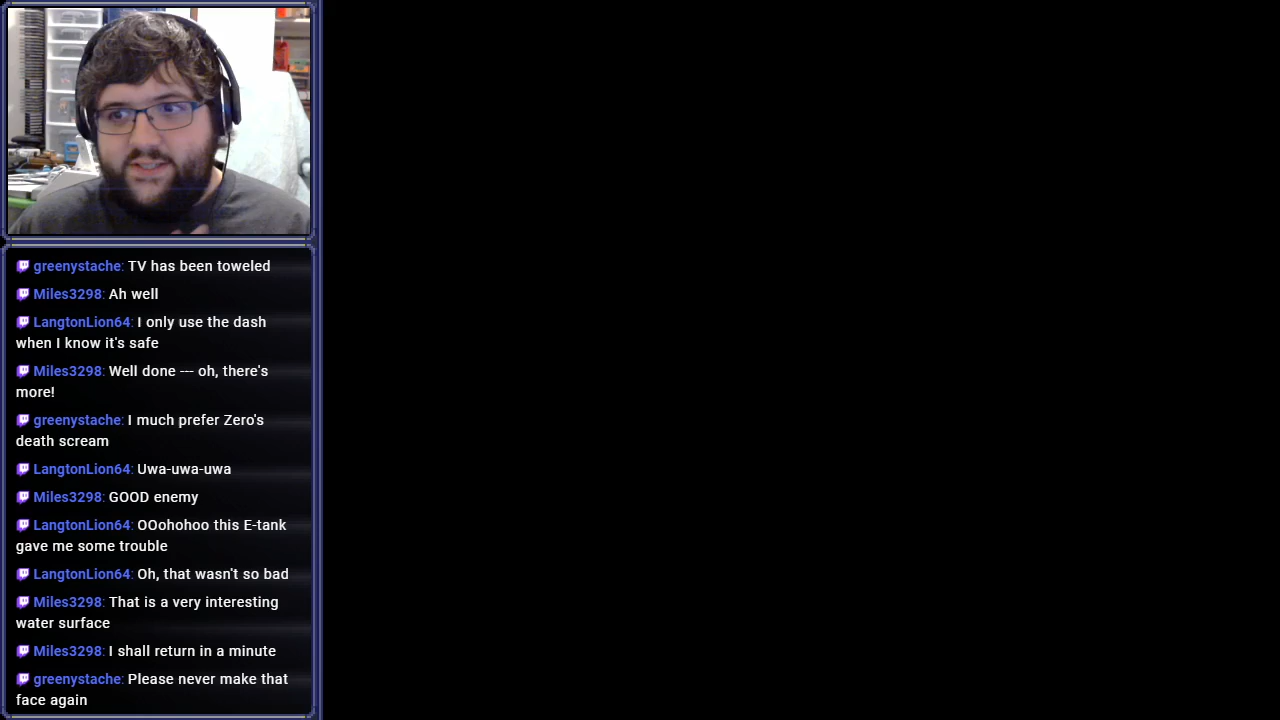 greenystache: TV has been toweled
Miles3298: Ah well
LangtonLion64: I only use the dash
when I know it's safe
Miles3298: Well done --- oh, there's
more!
greenystache: I much prefer Zero's
death scream
LangtonLion64: Uwa-uwa-uwa
Miles3298: GOOD enemy
LangtonLion64: OOohohoo this E-tank
gave me some trouble
LangtonLion64: Oh, that wasn't so bad
Miles3298: That is a very interesting
water surface
Miles3298: I shall return in a minute
greenystache: Please never make that
face again